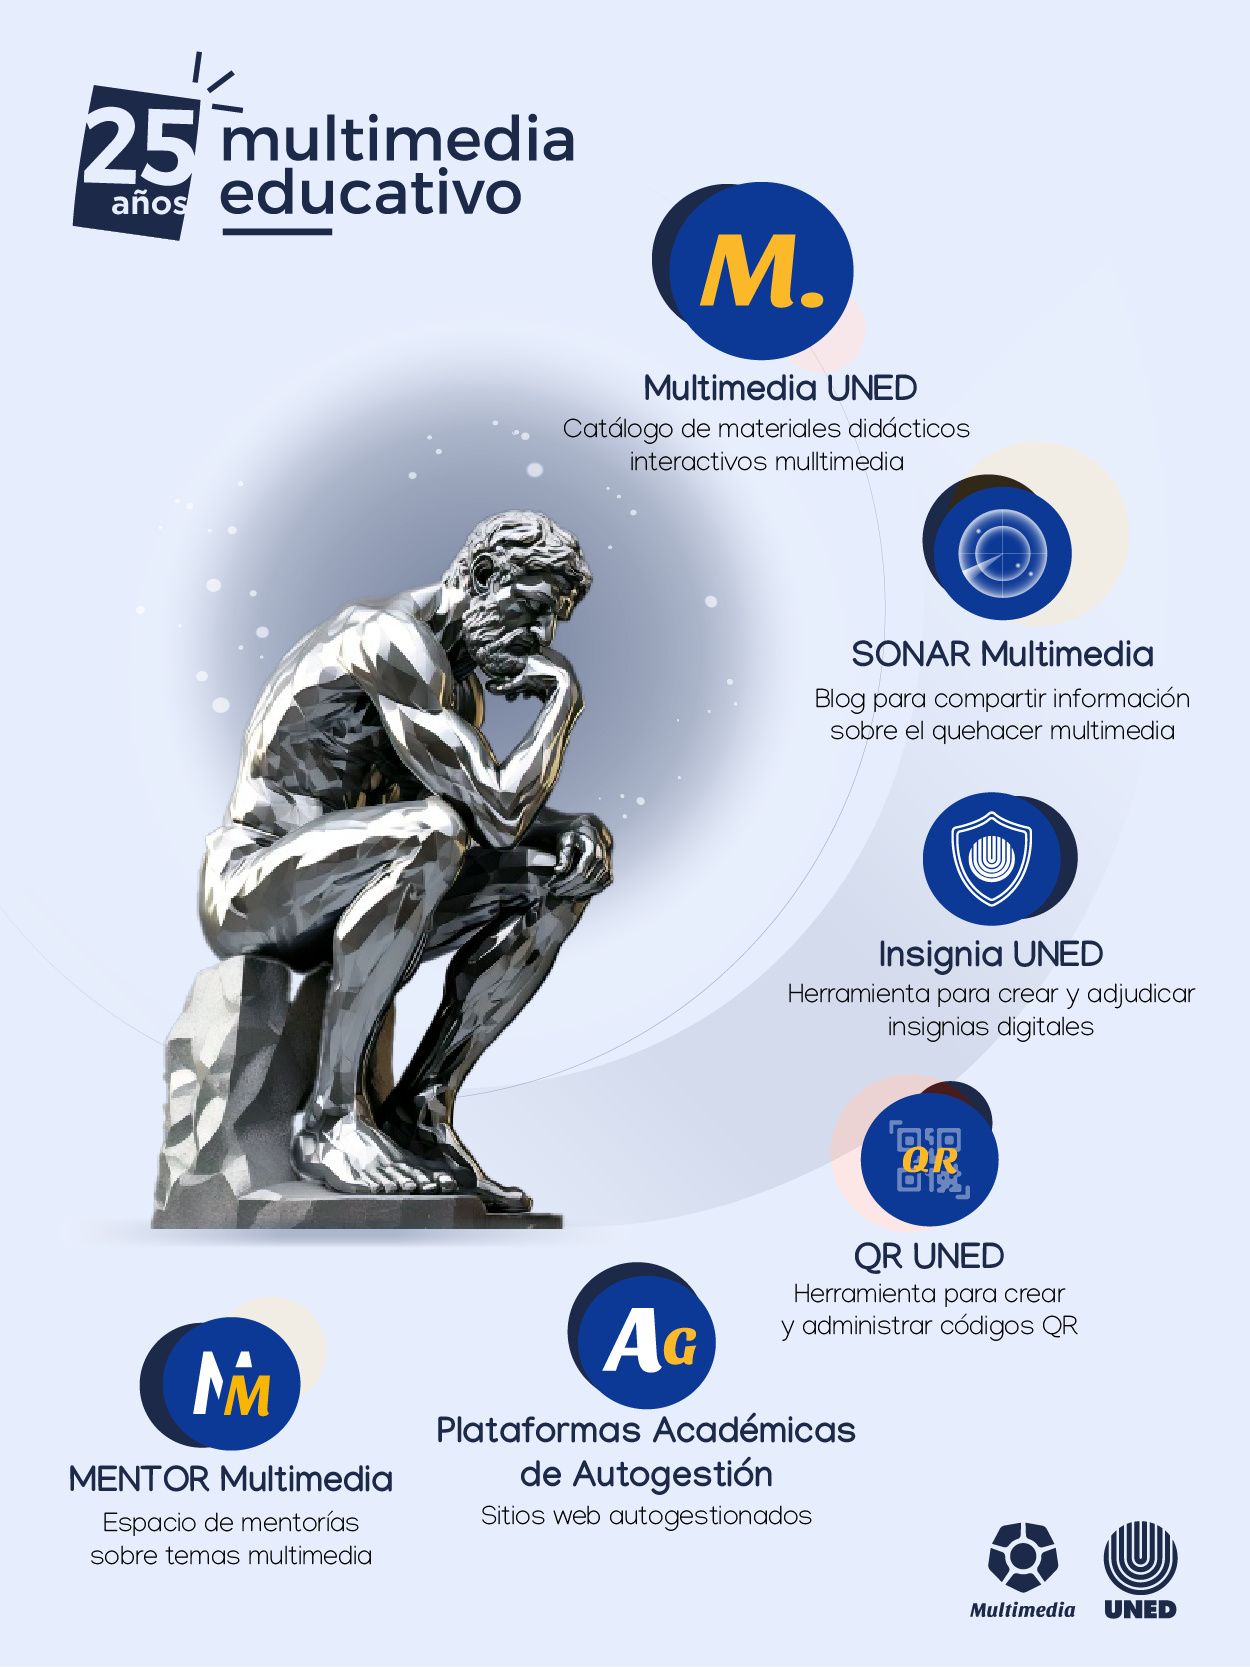 25
años
multimedia
educativo
M.
Multimedia UNED
Catálogo de materiales didácticos
interactivos mulltimedia
SONAR Multimedia
Blog para compartir información
sobre el quehacer multimedia
Insignia UNED
Herramienta para crear y adjudicar
insignias digitales
QR
QR UNED
Herramienta para crear
y administrar códigos QR
AG
Plataformas Académicas
de Autogestión
Sitios web autogestionados
MM
MENTOR Multimedia
Espacio de mentorías
sobre temas multimedia
Multimedia
UNED